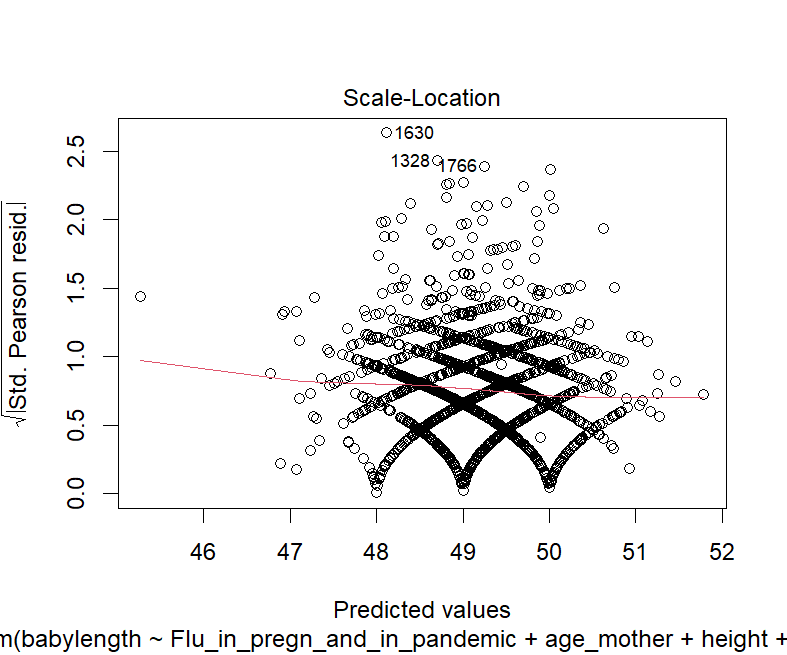 Scale-Location
√|Std. Pearson resid.|
2.5
2.0
1.5
1.0
0.5
0.0
1630
1328
1766
46 47 48 49 50 51 52
Predicted values
m(babylength ~ Flu_in_pregn_and_in_pandemic + age_mother + height +